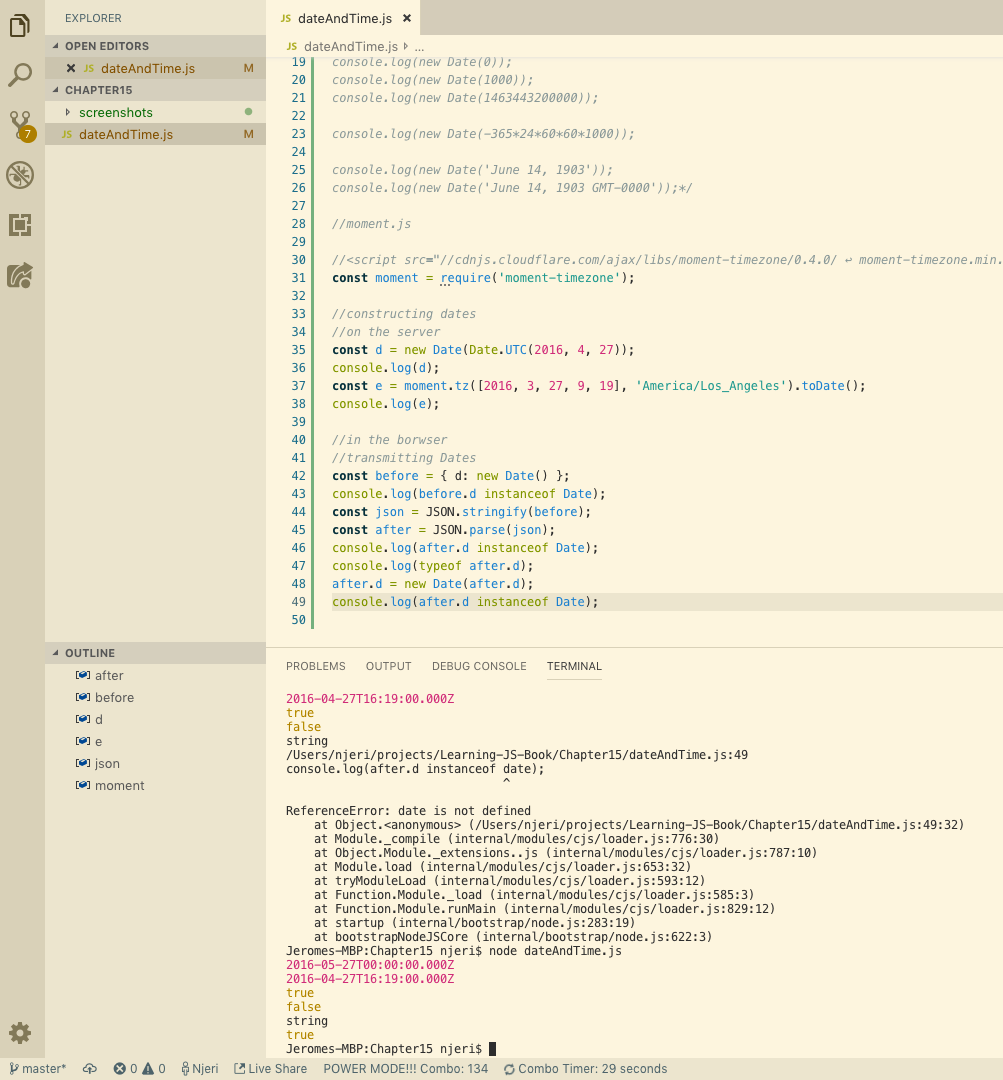 EXPLORER
OPEN EDITORS
JS dateAndTime.js M
CHAPTER15
screenshots
JS dateAndTime.js M
7
OUTLINE
after
before
d
e
json
moment
JS dateAndTime.js
JS dateAndTime.js ...
19 console.log(new Date(0));
20 console.log(new Date(1000));
21 console.log(new Date(1463443200000));
22
23 console.log(new Date(-365*24*60*60*1000));
24
25 console.log(new Date('June 14, 1903'));
26 console.log(new Date('June 14, 1903 GMT-0000'));*/
27
28 //moment.js
29
30 //<script src="//cdnjs.cloudflare.com/ajax/libs/moment-timezone/0.4.0/ ↩ moment-timezone.min.
31 const moment = require('moment-timezone');
32
33 //constructing dates
34 //on the server
35 const d = new Date(Date.UTC(2016, 4, 27));
36 console.log(d);
37 const e = moment.tz([2016, 3, 27, 9, 19], 'America/Los_Angeles').toDate();
38 console.log(e);
39
40 //in the borwser
41 //transmitting Dates
42 const before = { d: new Date() };
43 console.log(before.d instanceof Date);
44 const json = JSON.stringify(before);
45 const after = JSON.parse(json);
46 console.log(after.d instanceof Date);
47 console.log(typeof after.d);
48 after.d = new Date(after.d);
49 console.log(after.d instanceof Date);
50
PROBLEMS OUTPUT DEBUG CONSOLE TERMINAL
2016-04-27T16:19:00.000Z
true
false
string
/Users/njeri/projects/Learning-JS-Book/Chapter15/dateAndTime.js:49
console.log(after.d instanceof date);
^
ReferenceError: date is not defined
at Object.<anonymous> (/Users/njeri/projects/Learning-JS-Book/Chapter15/dateAndTime.js:49:32)
at Module._compile (internal/modules/cjs/loader.js:776:30)
at Object.Module._extensions..js (internal/modules/cjs/loader.js:787:10)
at Module.load (internal/modules/cjs/loader.js:653:32)
at tryModuleLoad (internal/modules/cjs/loader.js:593:12)
at Function.Module._load (internal/modules/cjs/loader.js:585:3)
at Function.Module.runMain (internal/modules/cjs/loader.js:829:12)
at startup (internal/bootstrap/node.js:283:19)
at bootstrapNodeJSCore (internal/bootstrap/node.js:622:3)
Jeromes-MBP:Chapter15 njeri$ node dateAndTime.js
2016-05-27T00:00:00.000Z
2016-04-27T16:19:00.000Z
true
false
string
true
Jeromes-MBP:Chapter15 njeri$
master* 0 0 Njeri Live Share POWER MODE!!! Combo: 134 Combo Timer: 29 seconds